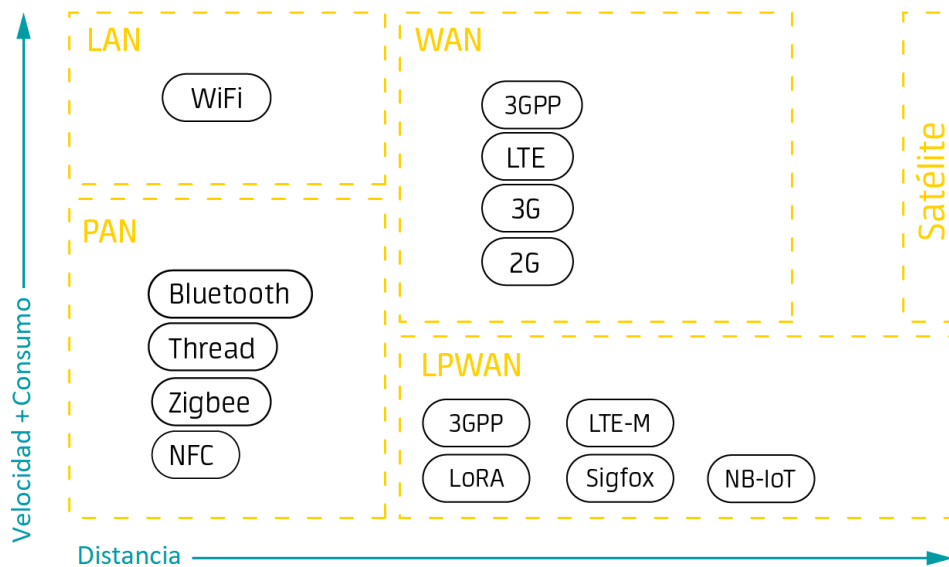 LAN
WiFi
WAN
3GPP
LTE
3G
2G
Satélite
PAN
Bluetooth
Thread
Zigbee
NFC
LPWAN
3GPP
LTE-M
LoRA
Sigfox
NB-IoT
Velocidad +Consumo
Distancia